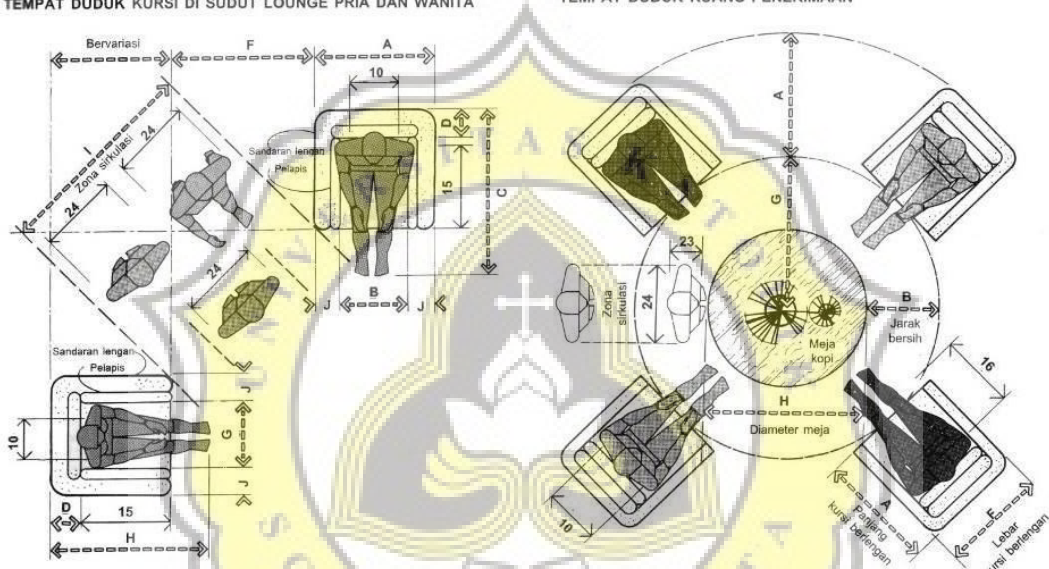 TEMPAT DUDUK KURSI DI SUDUT LOUNGE PRIA DAN WANITA
TEMPAT DUDUK RUANG PENERIMAAN
Bervariasi
F
A
10
I
Zona sirkulasi
24
24
24
Sandaran lengan
Pelapis
D
15
C
J
B
J
Sandaran lengan
Pelapis
J
G
J
10
D
15
H
A
G
23
Zona
sirkulasi
24
Meja
kopi
B
Jarak
bersih
16
H
Diameter meja
10
A
Panjang
kursi berlengan
F
Lebar
kursi berlengan